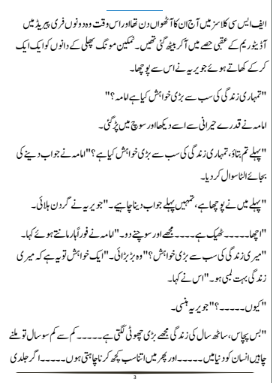 ایف ایس سی کلاسز میں آج ان کا آٹھواں دن تھا اور اس وقت وہ دونوں فری پیریڈ میں
آڈیٹوریم کے عقبی حصے میں آکر بیٹھ گئی تھیں۔ نمکین مونگ پھلی کے دانوں کو ایک ایک
کر کے کھاتے ہوئے جویریہ نے اس سے پوچھا۔
"تمہاری زندگی کی سب سے بڑی خواہش کیا ہے امامہ؟"
امامہ نے قدرے حیرانی سے اسے دیکھا اور سوچ میں پڑ گئی۔
"پہلے تم بتاؤ، تمہاری زندگی کی سب سے بڑی خواہش کیا ہے؟" امامہ نے جواب دینے کی
بجائے الٹا سوال کر دیا۔
"پہلے میں نے پوچھا ہے، تمہیں پہلے جواب دینا چاہیے۔" جویریہ نے گردن ہلائی۔
"اچھا۔۔۔۔ ٹھیک ہے۔۔۔۔ مجھے اور سوچنے دو۔" امامہ نے فوراً ہار مانتے ہوئے کہا۔
"میری زندگی کی سب سے بڑی خواہش؟" وہ بڑبڑائی۔ "ایک خواہش تو یہ ہے کہ میری
زندگی بہت لمبی ہو۔" اس نے کہا۔
"کیوں۔۔۔۔؟" جویریہ ہنسی۔
"بس پچاس، ساٹھ سال کی زندگی مجھے بڑی چھوٹی لگتی ہے۔۔۔۔ کم سے کم سو سال تو ملنے
چاہیں انسان کو دنیا میں۔۔۔۔ اور پھر میں اتنا سب کچھ کرنا چاہتی ہوں۔۔۔۔ اگر جلدی
3